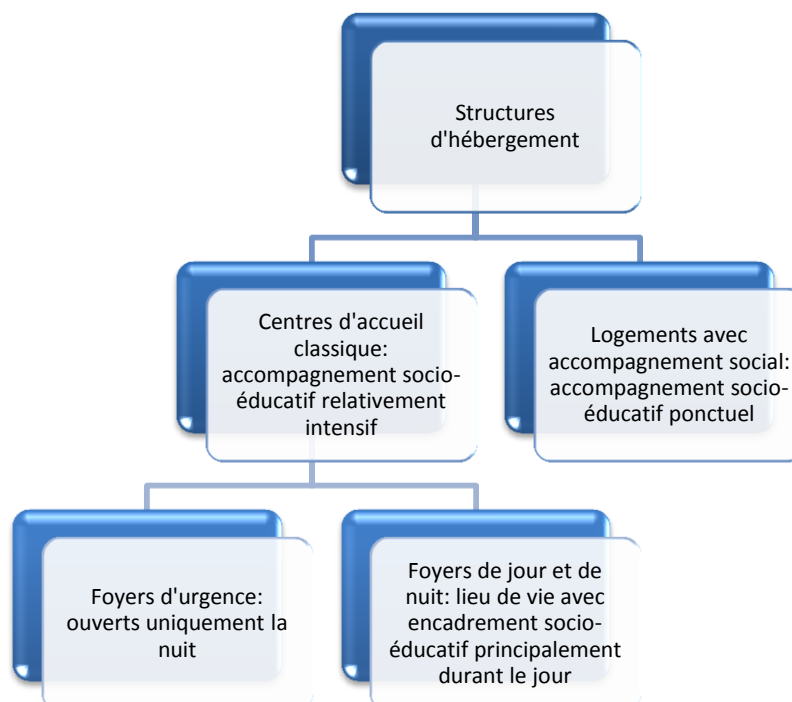 Structures
d'hébergement
Centres d'accueil
classique:
accompagnement socio-
éducatif relativement
intensif
Logements avec
accompagnement social:
accompagnement socio-
éducatif ponctuel
Foyers d'urgence:
ouverts uniquement la
nuit
Foyers de jour et de
nuit: lieu de vie avec
encadrement socio-
éducatif principalement
durant le jour